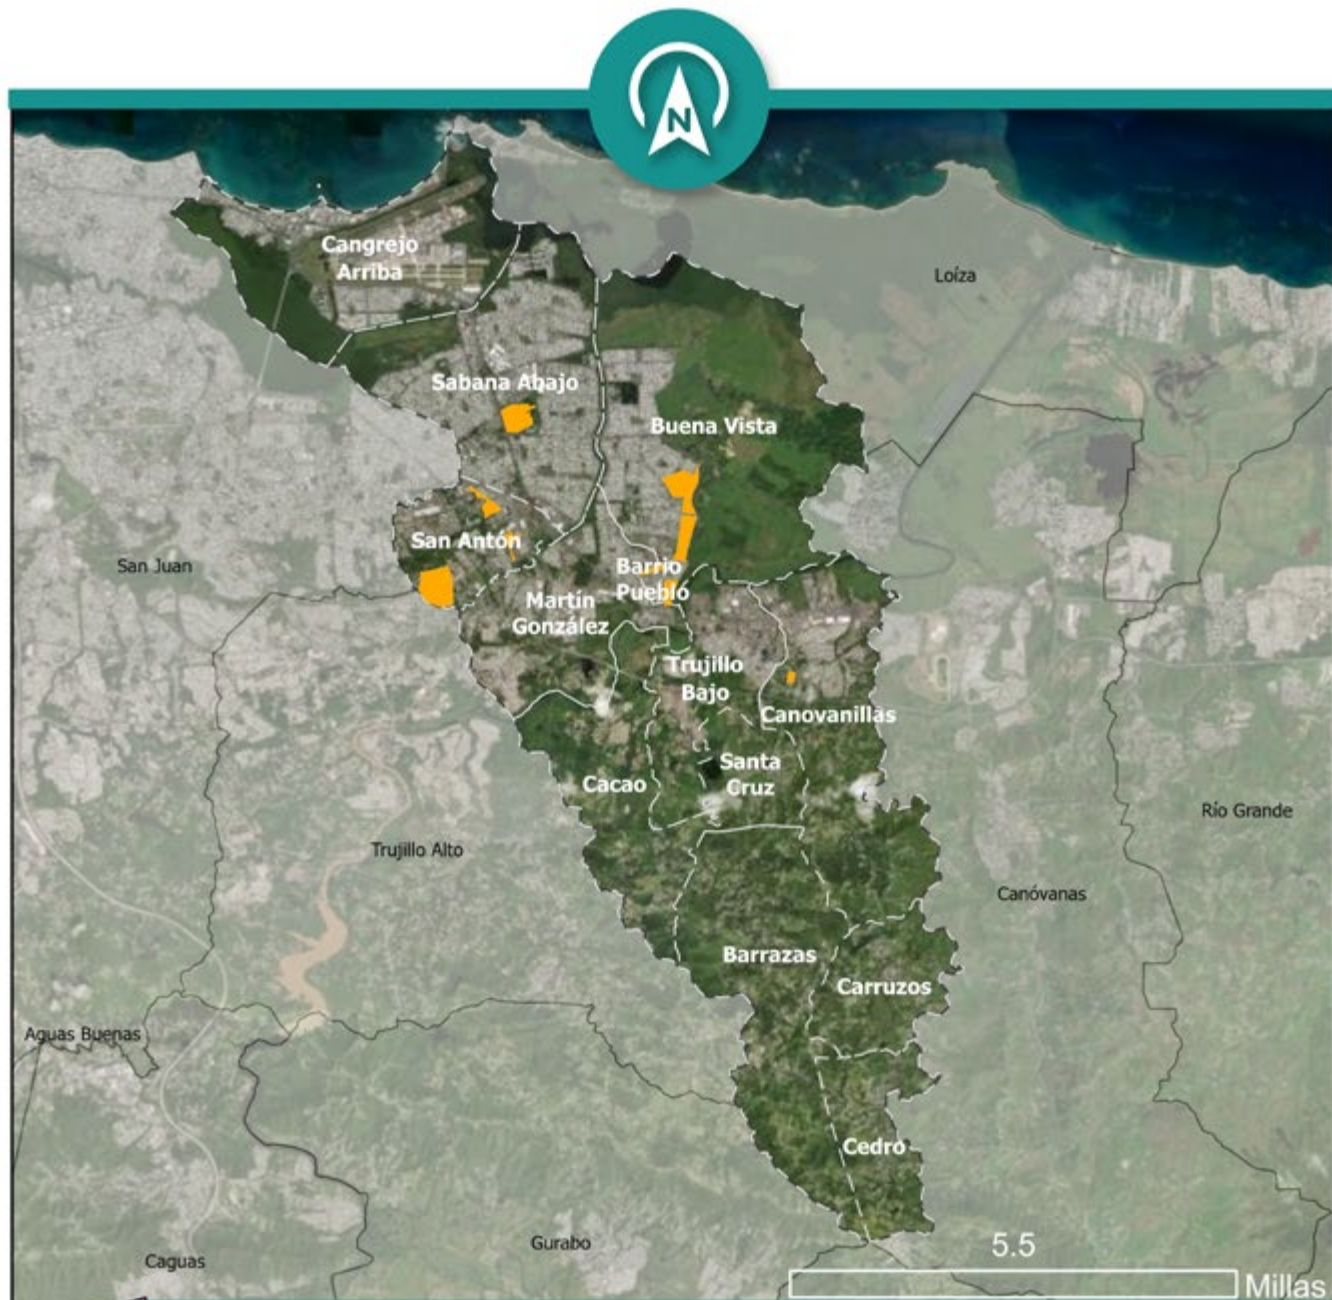 N
Cangrejo
Arriba
Loíza
Sabana Abajo
Buena Vista
San Antón
San Juan
Barrio
Pueblo
Martín
González
Trujillo
Bajo
Canovanillas
Santa
Cruz
Cacao
Río Grande
Trujillo Alto
Canóvanas
Barrazas
Carruzos
Aguas Buenas
Cedro
Gurabo
5.5
Caguas
Millas